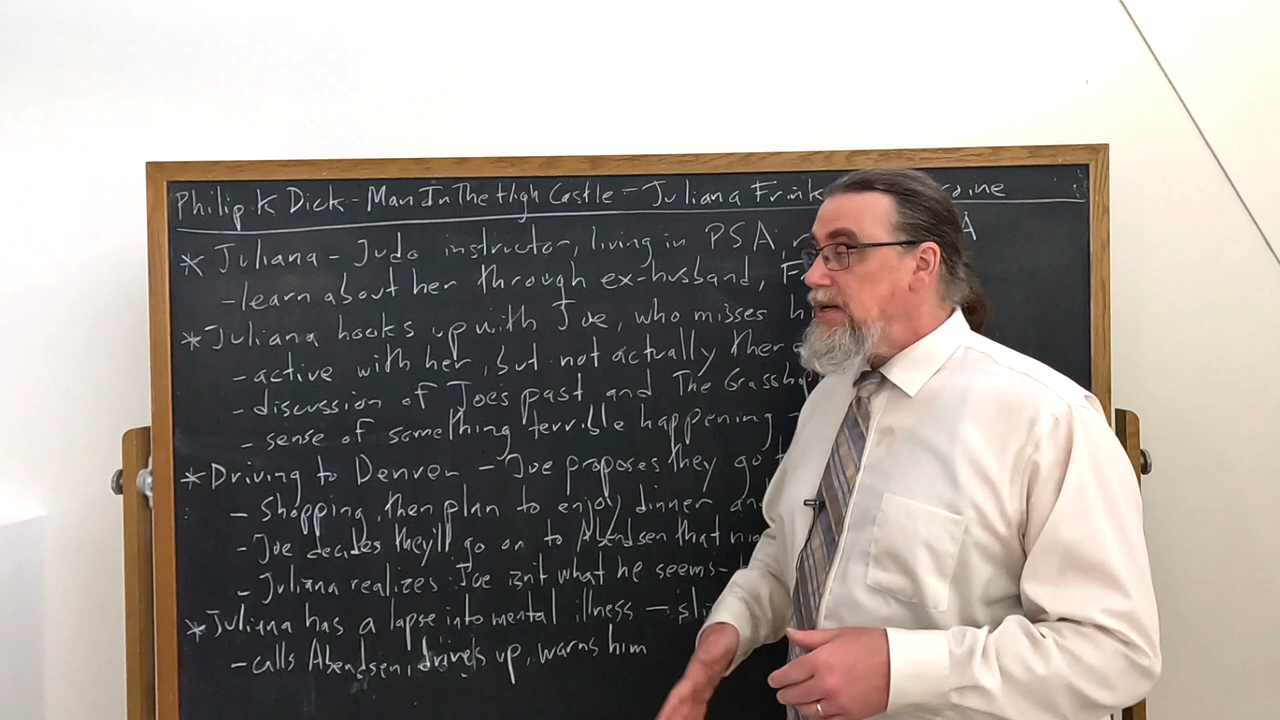 Philip K Dick - Man In The High Castle - Juliana Frink
* Juliana - Judo instructor, living in PSA, A
- learn about her through ex-husband,
* Juliana hooks up with Joe, who misses
- active with her, but not actually there
- discussion of Joes past and The Grasshop
- sense of something terrible happening -
* Driving to Denver - Joe proposes they go
- Shopping, then plan to enjoy dinner and
- Joe decides they'll go on to Abendsen that
- Juliana realizes Joe isn't what he seems-
* Juliana has a lapse into mental illness -
- calls Abendsen, drives up, warns him